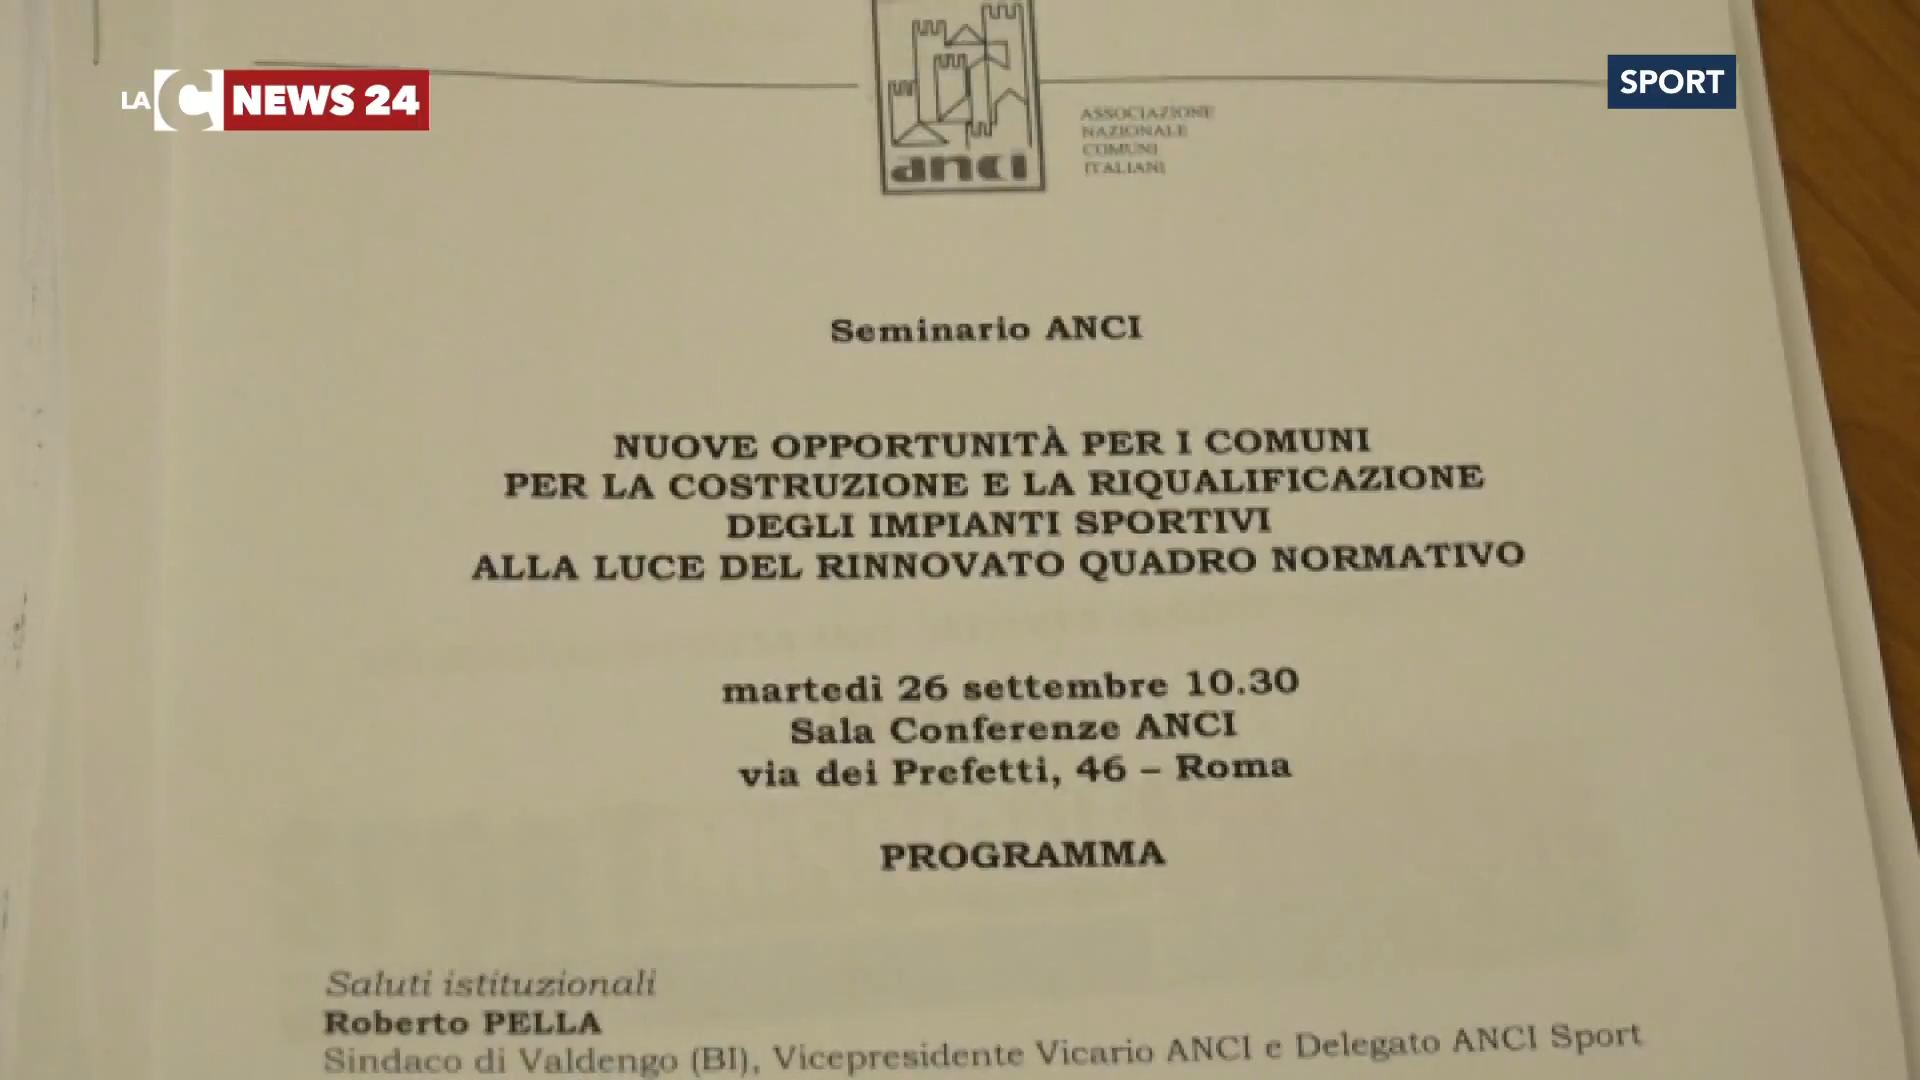 LA C NEWS 24
SPORT
anci
ASSOCIAZIONE
NAZIONALE
COMUNI
ITALIANI
Seminario ANCI
NUOVE OPPORTUNITÀ PER I COMUNI
PER LA COSTRUZIONE E LA RIQUALIFICAZIONE
DEGLI IMPIANTI SPORTIVI
ALLA LUCE DEL RINNOVATO QUADRO NORMATIVO
martedì 26 settembre 10.30
Sala Conferenze ANCI
via dei Prefetti, 46 – Roma
PROGRAMMA
Saluti istituzionali
Roberto PELLA
Sindaco di Valdengo (BI), Vicepresidente Vicario ANCI e Delegato ANCI Sport